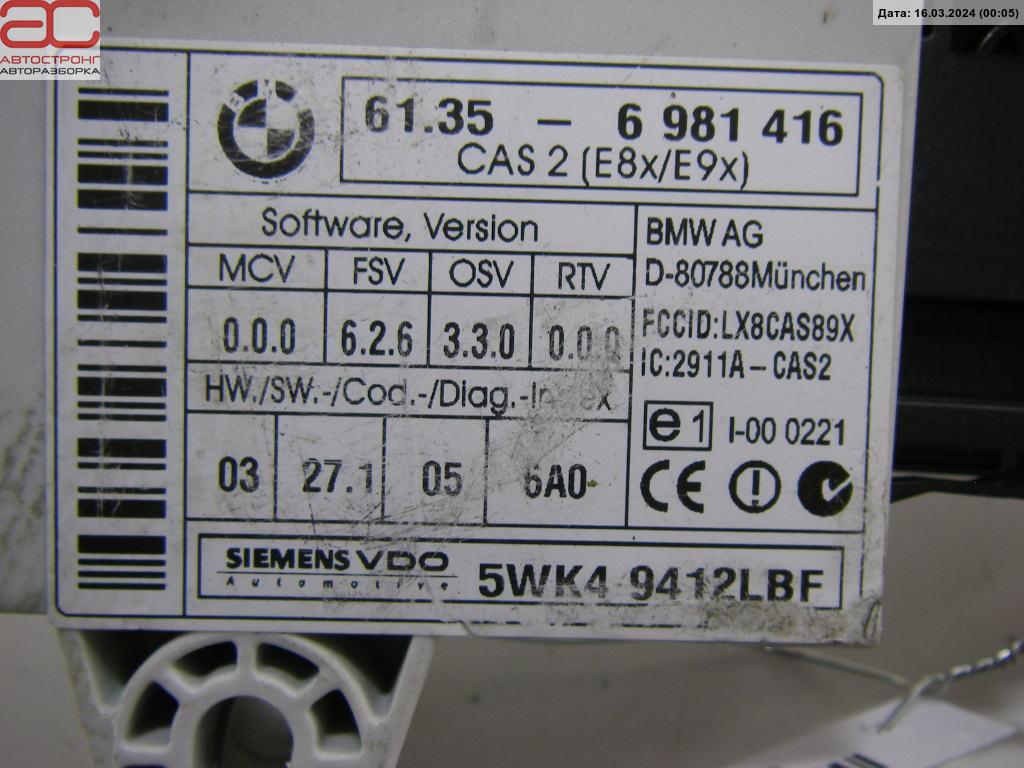 Дата: 16.03.2024 (00:05)
АС
АВТОСТРОНГ
АВТОРАЗБОРКА
BMW
61.35 – 6 981 416
CAS 2 (E8x/E9x)
Software, Version
MCV FSV OSV RTV
0.0.0 6.2.6 3.3.0 0.0.0
HW./SW.-/Cod.-/Diag.-Index
03 27.1 05 6A0
BMW AG
D-80788München
FCCID:LX8CAS89X
IC:2911A–CAS2
e1 I-00 0221
CE
SIEMENS VDO
Automotive
5WK4 9412LBF